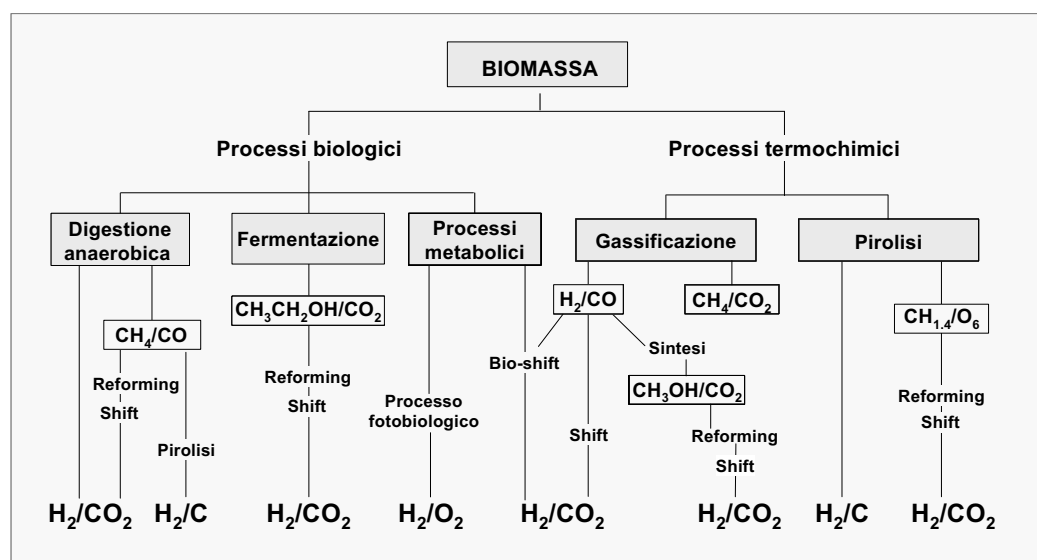 BIOMASSA
Processi biologici
Processi termochimici
Digestione
anaerobica
Fermentazione
Processi
metabolici
Gassificazione
Pirolisi
CH₃CH₂OH/CO₂
H₂/CO
CH₄/CO₂
CH₁.₄/O₆
CH₄/CO
Bio-shift
Sintesi
Reforming
Shift
Reforming
Shift
Processo
fotobiologico
CH₃OH/CO₂
Reforming
Shift
Pirolisi
Shift
Reforming
Shift
H₂/CO₂
H₂/C
H₂/CO₂
H₂/O₂
H₂/CO₂
H₂/CO₂
H₂/C
H₂/CO₂